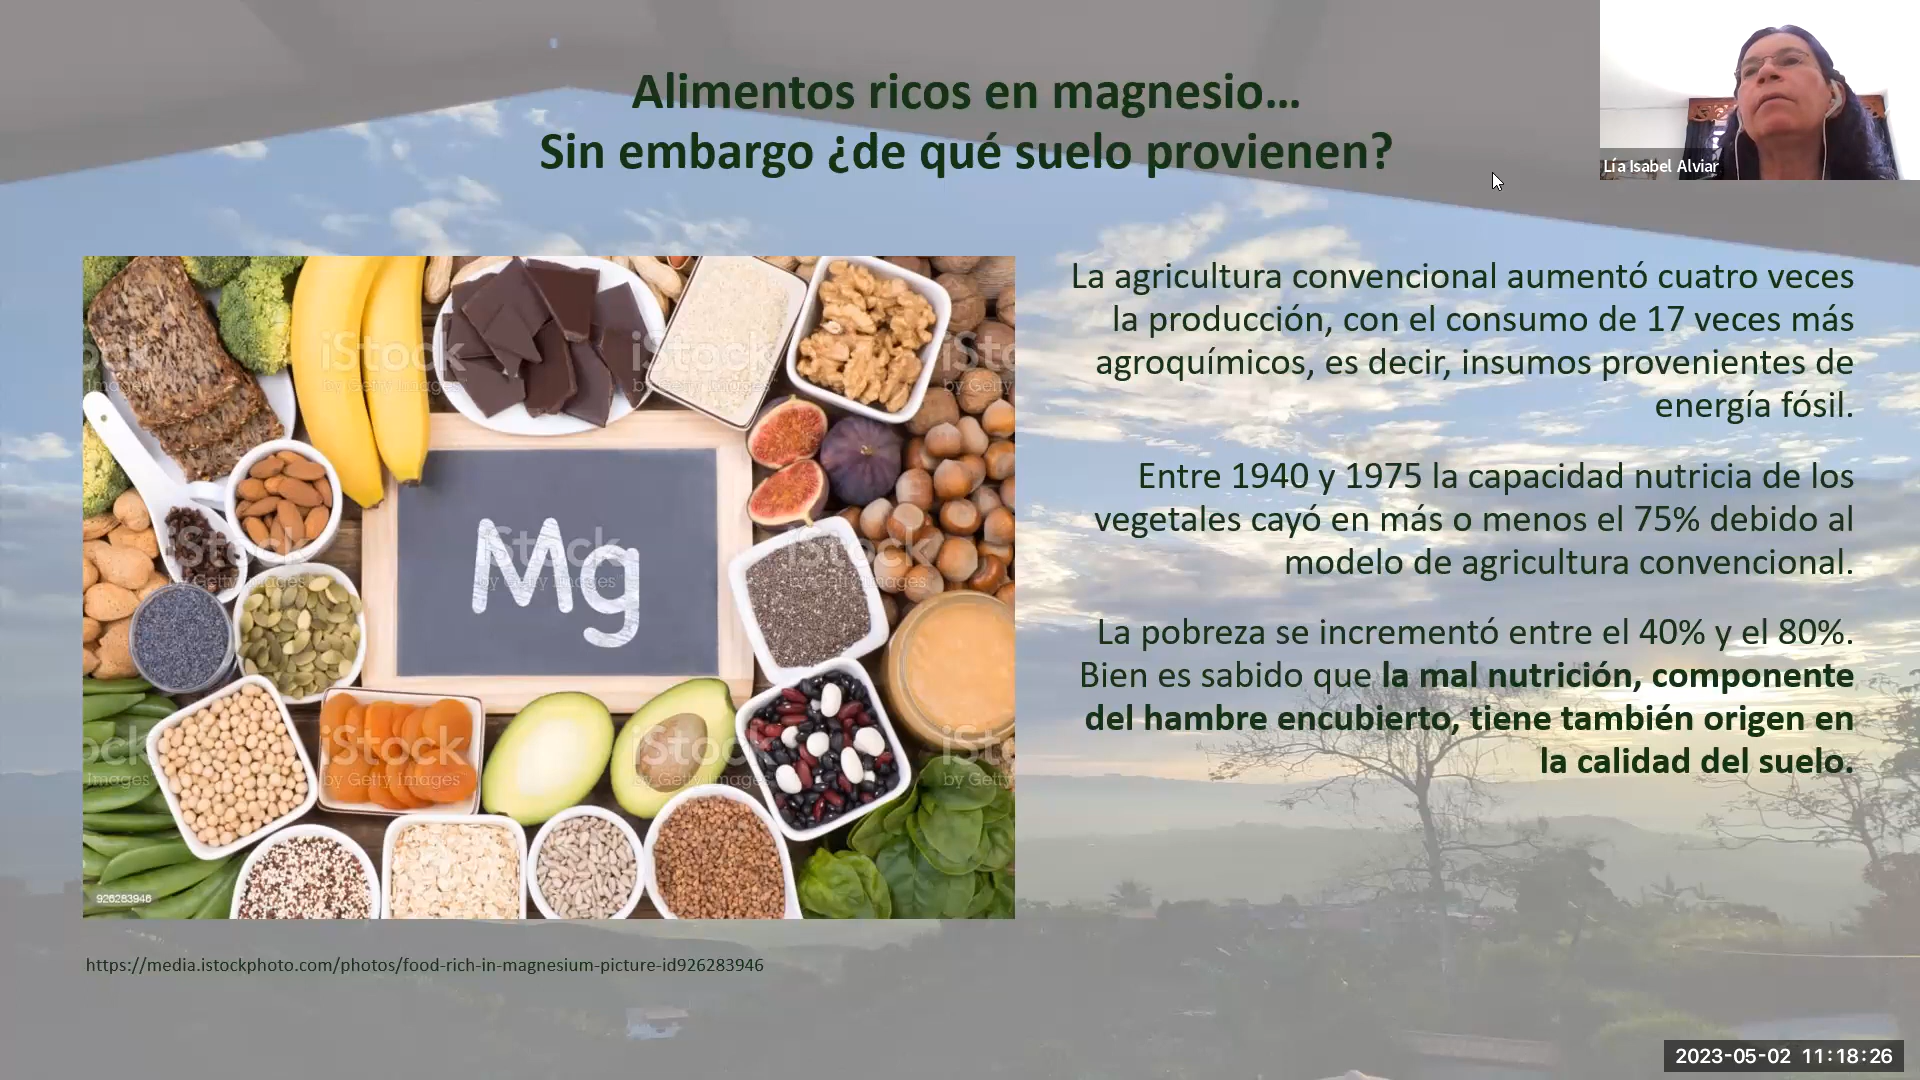 Alimentos ricos en magnesio...
Sin embargo ¿de qué suelo provienen?
Lía Isabel Alviar
La agricultura convencional aumentó cuatro veces
la producción, con el consumo de 17 veces más
agroquímicos, es decir, insumos provenientes de
energía fósil.
Entre 1940 y 1975 la capacidad nutricia de los
vegetales cayó en más o menos el 75% debido al
modelo de agricultura convencional.
La pobreza se incrementó entre el 40% y el 80%.
Bien es sabido que la mal nutrición, componente
del hambre encubierto, tiene también origen en
la calidad del suelo.
Mg
iStock
by Getty Images
926283946
https://media.istockphoto.com/photos/food-rich-in-magnesium-picture-id926283946
2023-05-02 11:18:26